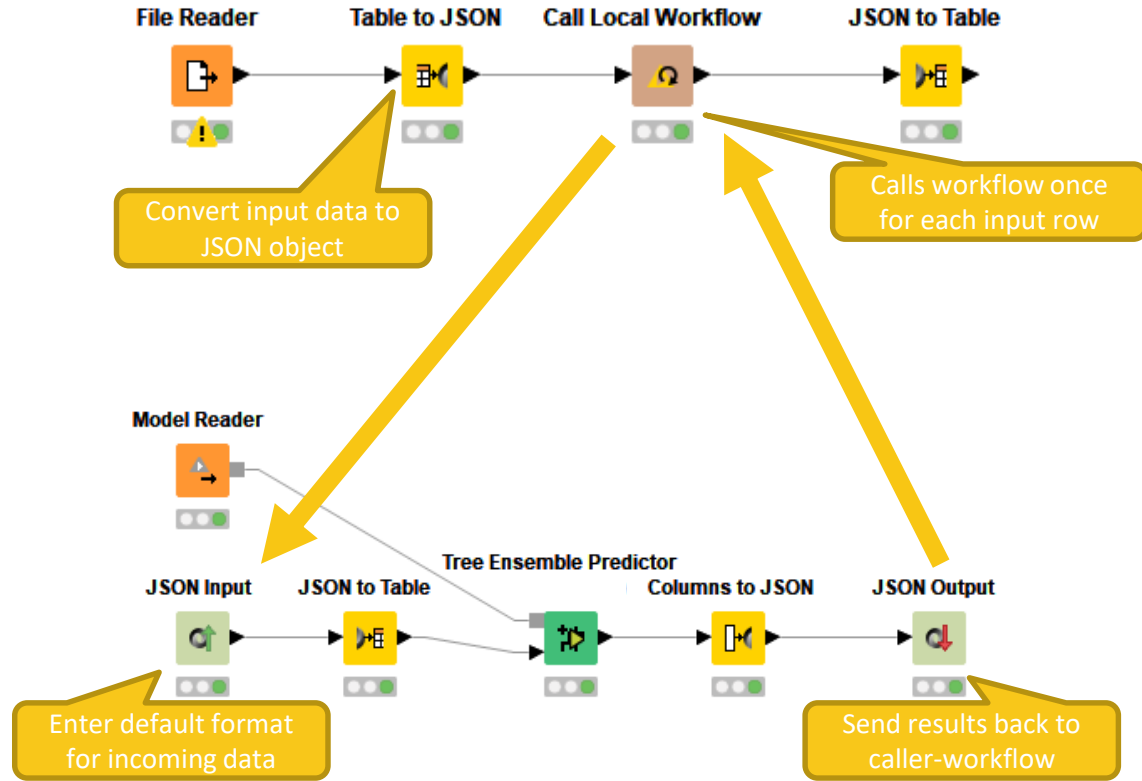 File Reader
Table to JSON
Call Local Workflow
JSON to Table
Convert input data to
JSON object
Calls workflow once
for each input row
Model Reader
Tree Ensemble Predictor
JSON Input
JSON to Table
Columns to JSON
JSON Output
Enter default format
for incoming data
Send results back to
caller-workflow